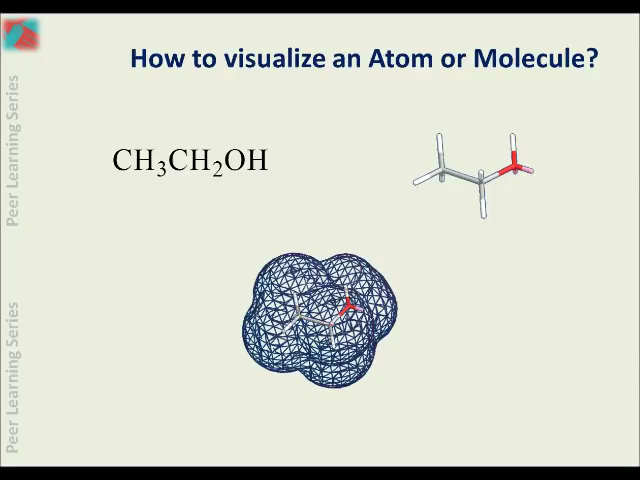 How to visualize an Atom or Molecule?
CH₃CH₂OH
Peer Learning Series
Peer Learning Series